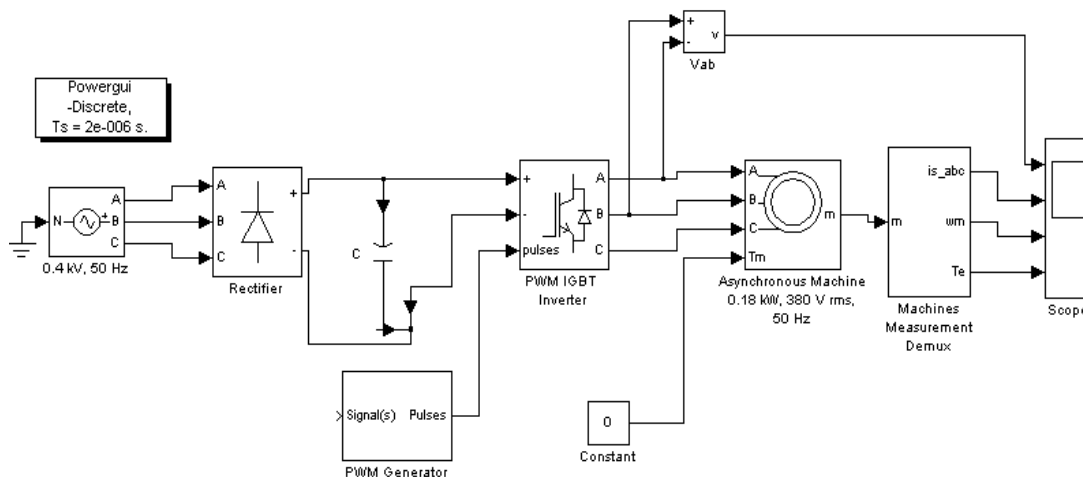 +
-
v
Vab
Powergui
-Discrete,
Ts = 2e-006 s.
N
+
A
B
C
0.4 kV, 50 Hz
A
B
C
+
-
Rectifier
C
+
-
pulses
A
B
C
PWM IGBT
Inverter
A
B
C
Tm
m
Asynchronous Machine
0.18 kW, 380 V rms,
50 Hz
m
is_abc
wm
Te
Machines
Measurement
Demux
Scope
Signal(s) Pulses
PWM Generator
0
Constant